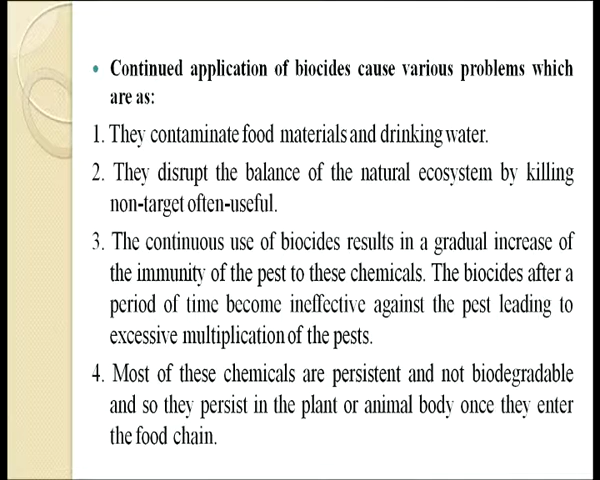 • Continued application of biocides cause various problems which
are as:
1. They contaminate food materials and drinking water.
2. They disrupt the balance of the natural ecosystem by killing
non-target often-useful.
3. The continuous use of biocides results in a gradual increase of
the immunity of the pest to these chemicals. The biocides after a
period of time become ineffective against the pest leading to
excessive multiplication of the pests.
4. Most of these chemicals are persistent and not biodegradable
and so they persist in the plant or animal body once they enter
the food chain.